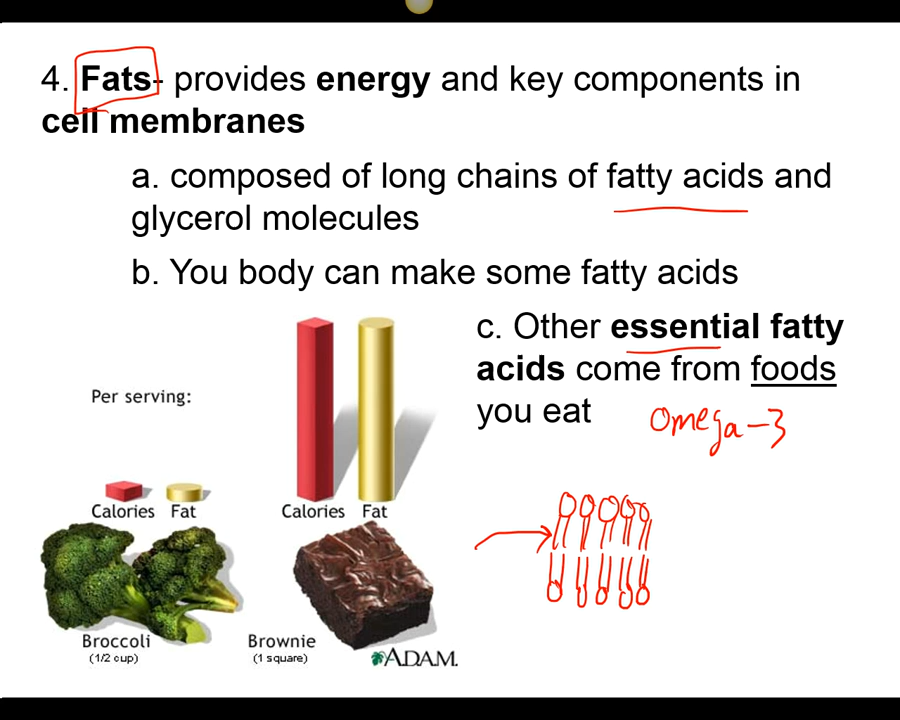 4. Fats- provides energy and key components in
cell membranes
a. composed of long chains of fatty acids and
glycerol molecules
b. You body can make some fatty acids
c. Other essential fatty
acids come from foods
you eat
Omega-3
Per serving:
Calories Fat
Calories Fat
Broccoli
(1/2 cup)
Brownie
(1 square)
ADAM.